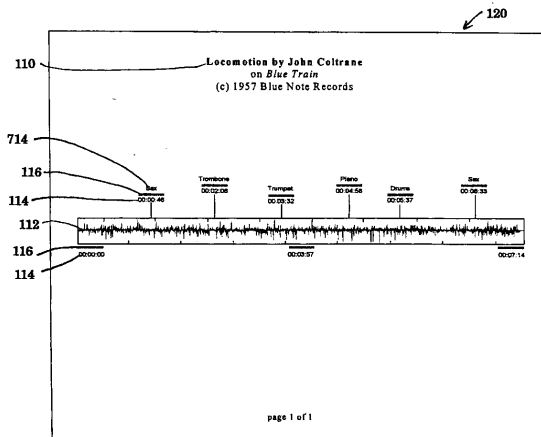 120
110
Locomotion by John Coltrane
on Blue Train
(c) 1957 Blue Note Records
714
116
114
Sax
00:00:46
Trombone
00:02:08
Trumpet
00:03:32
Piano
00:04:58
Drums
00:05:37
Sax
00:06:33
112
116
114
00:00:00
00:03:57
00:07:14
page 1 of 1